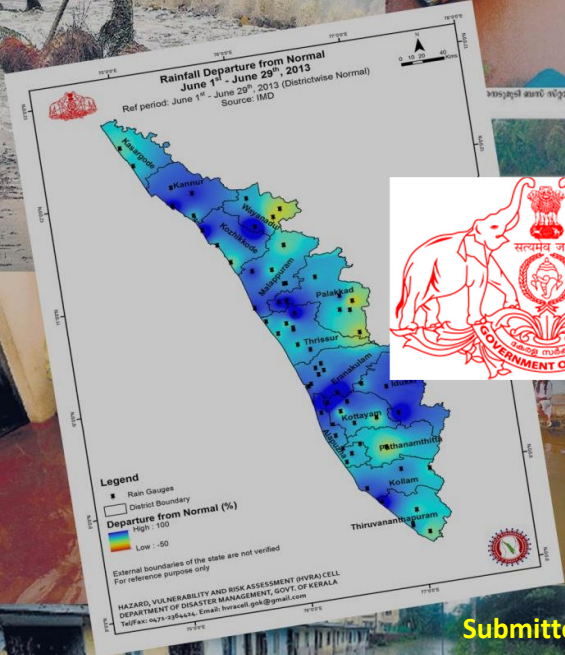 Rainfall Departure from Normal
June 1st - June 29th, 2013
Ref period: June 1st - June 29th, 2013 (Districtwise Normal)
Source: IMD
N
0 10 20 40
Kms
Kasargode
Kannur
Wayanadu
Kozhikkode
Malappuram
Palakkad
Thrissur
Ernakulam
Idukki
Kottayam
Alapuzha
Pathanamthitta
Kollam
Thiruvananthapuram
Legend
Rain Gauges
District Boundary
Departure from Normal (%)
High : 100
Low : -50
External boundaries of the state are not verified
For reference purpose only
HAZARD, VULNERABILITY AND RISK ASSESSMENT (HVRA) CELL
DEPARTMENT OF DISASTER MANAGEMENT, GOVT. OF KERALA
Tel/Fax: 0471-2364424. Email: hvracell.gok@gmail.com
सत्यमेव ज
GOVERNMENT O
Submitte